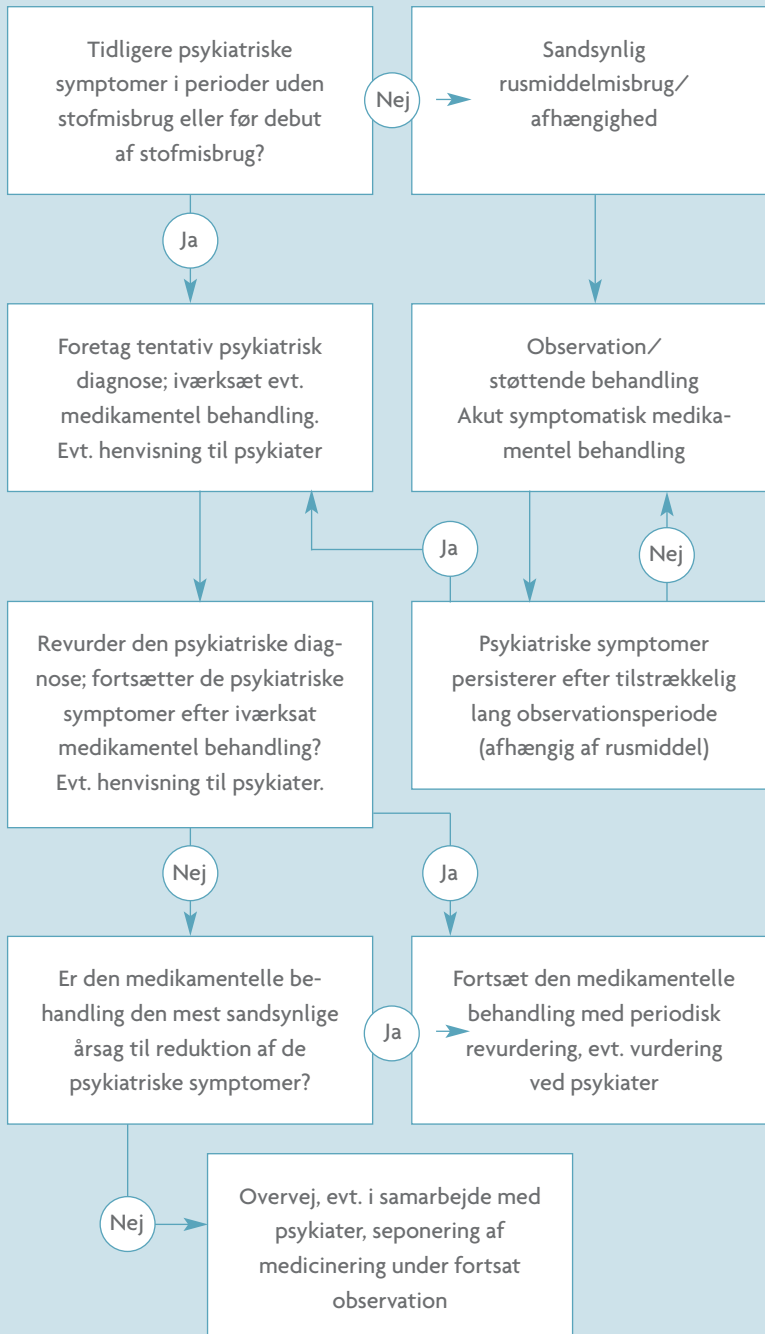 Tidligere psykiatriske
symptomer i perioder uden
stofmisbrug eller før debut
af stofmisbrug?
Nej
Sandsynlig
rusmiddelmisbrug/
afhængighed
Ja
Foretag tentativ psykiatrisk
diagnose; iværksæt evt.
medikamentel behandling.
Evt. henvisning til psykiater
Observation/
støttende behandling
Akut symptomatisk medika-
mentel behandling
Ja
Nej
Revurder den psykiatriske diag-
nose; fortsætter de psykiatriske
symptomer efter iværksat
medikamentel behandling?
Evt. henvisning til psykiater.
Psykiatriske symptomer
persisterer efter tilstrækkelig
lang observationsperiode
(afhængig af rusmiddel)
Nej
Ja
Er den medikamentelle be-
handling den mest sandsynlige
årsag til reduktion af de
psykiatriske symptomer?
Ja
Fortsæt den medikamentelle
behandling med periodisk
revurdering, evt. vurdering
ved psykiater
Nej
Overvej, evt. i samarbejde med
psykiater, seponering af
medicinering under fortsat
observation